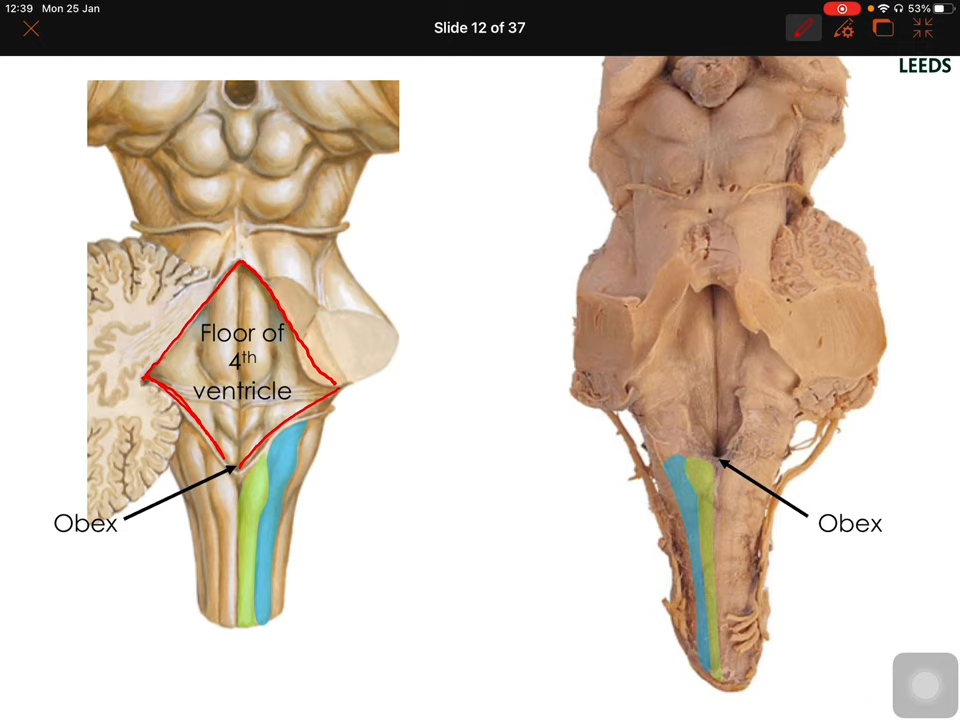 12:39 Mon 25 Jan
Slide 12 of 37
53%
LEEDS
Floor of
4th
ventricle
Obex
Obex